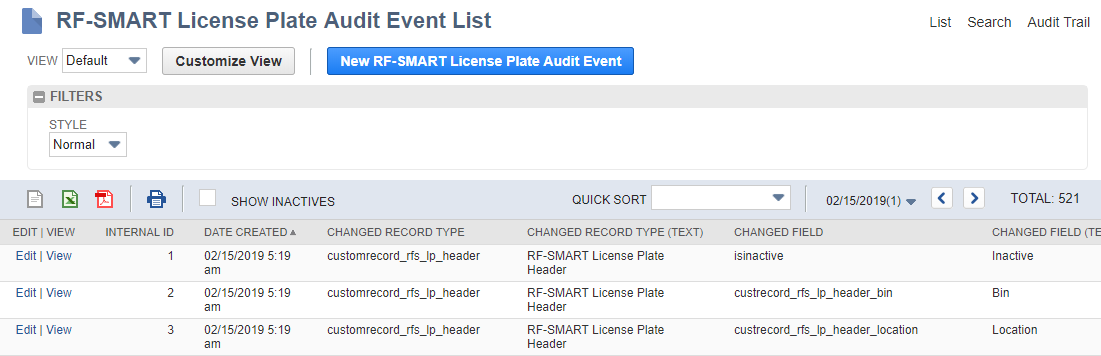 RF-SMART License Plate Audit Event List
List Search Audit Trail
VIEW Default Customize View New RF-SMART License Plate Audit Event
FILTERS
STYLE
Normal
SHOW INACTIVES QUICK SORT 02/15/2019(1) TOTAL: 521
EDIT | VIEW INTERNAL ID DATE CREATED CHANGED RECORD TYPE CHANGED RECORD TYPE (TEXT) CHANGED FIELD CHANGED FIELD (TE
Edit | View 1 02/15/2019 5:19 customrecord_rfs_lp_header RF-SMART License Plate isinactive Inactive
am Header
Edit | View 2 02/15/2019 5:19 customrecord_rfs_lp_header RF-SMART License Plate custrecord_rfs_lp_header_bin Bin
am Header
Edit | View 3 02/15/2019 5:19 customrecord_rfs_lp_header RF-SMART License Plate custrecord_rfs_lp_header_location Location
am Header